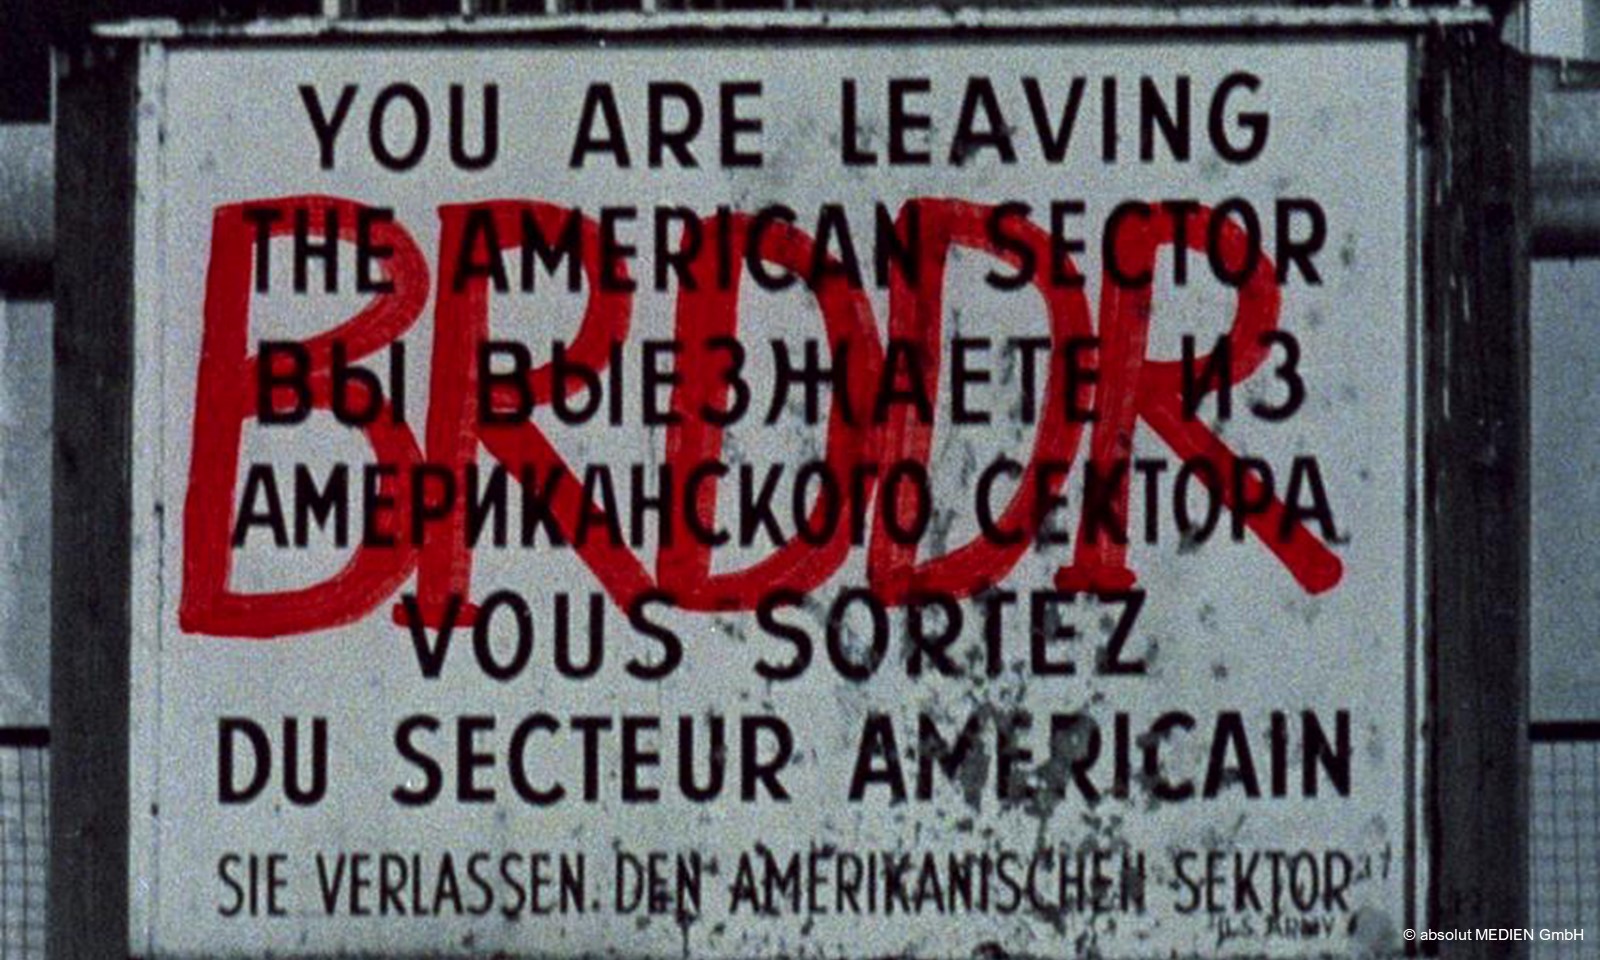 YOU ARE LEAVING
THE AMERICAN SECTOR
ВЫ ВЫЕЗЖАЕТЕ ИЗ
АМЕРИКАНСКОГО СЕКТОРА
VOUS SORTEZ
DU SECTEUR AMERICAIN
SIE VERLASSEN DEN AMERIKANISCHEN SEKTOR
U.S. ARMY
BRDDR
© absolut MEDIEN GmbH